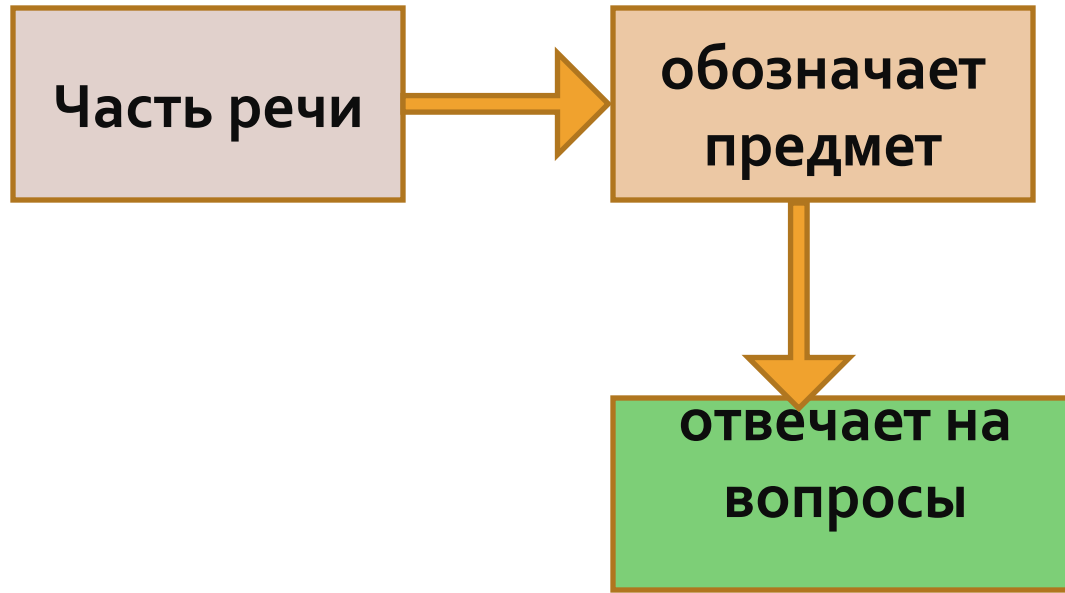 Часть речи
обозначает
предмет
отвечает на
вопросы